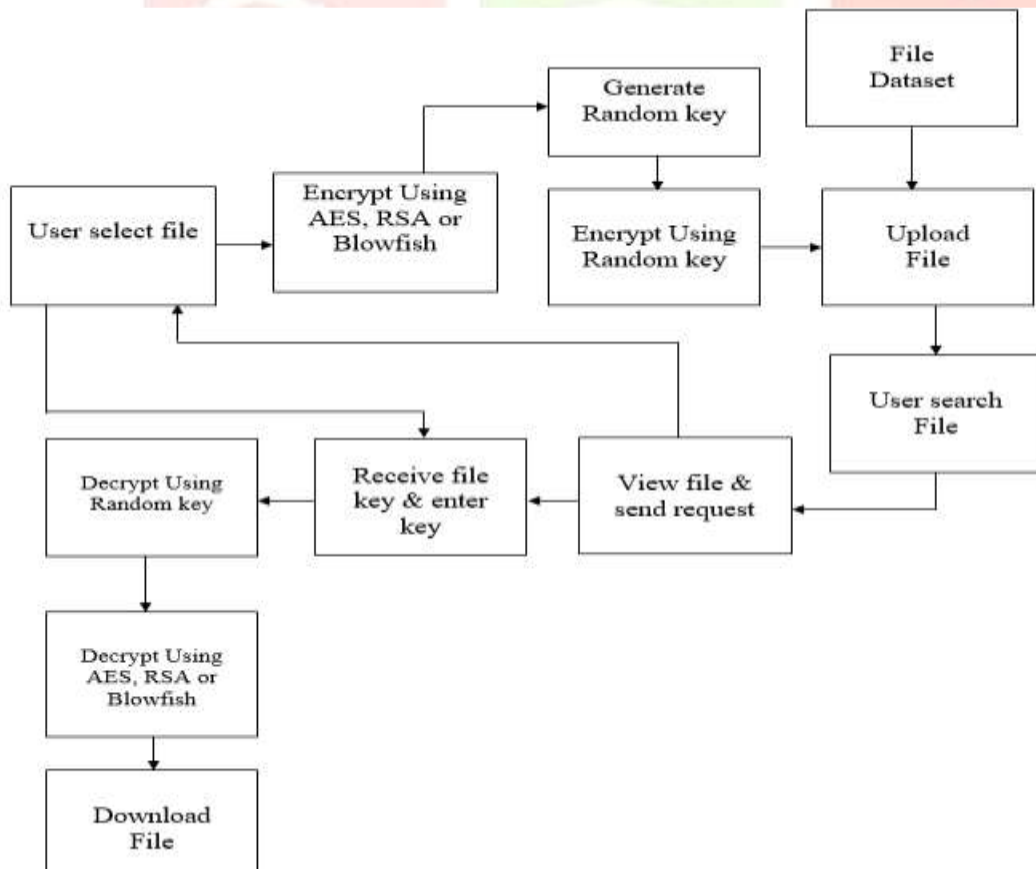 File
Dataset
Generate
Random key
Encrypt Using
AES, RSA or
Blowfish
User select file
Encrypt Using
Random key
Upload
File
User search
File
Decrypt Using
Random key
Receive file
key & enter
key
View file &
send request
Decrypt Using
AES, RSA or
Blowfish
Download
File